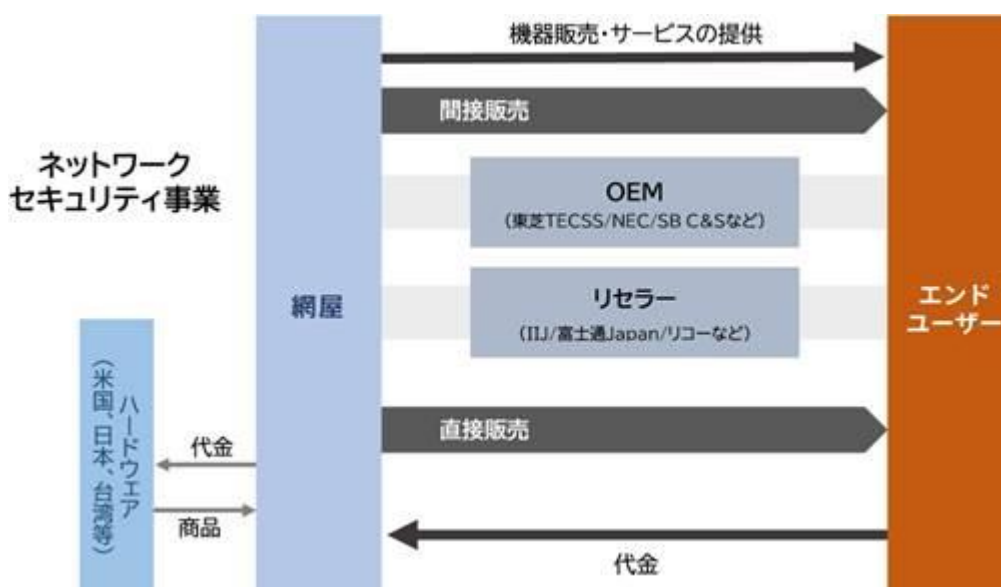 機器販売・サービスの提供
間接販売
ネットワーク
セキュリティ事業
OEM
(東芝TECSS/NEC/SB C&Sなど)
網屋
リセラー
(IIJ/富士通Japan/リコーなど)
エンド
ユーザー
ハードウェア
(米国、日本、台湾等)
直接販売
代金
商品
代金